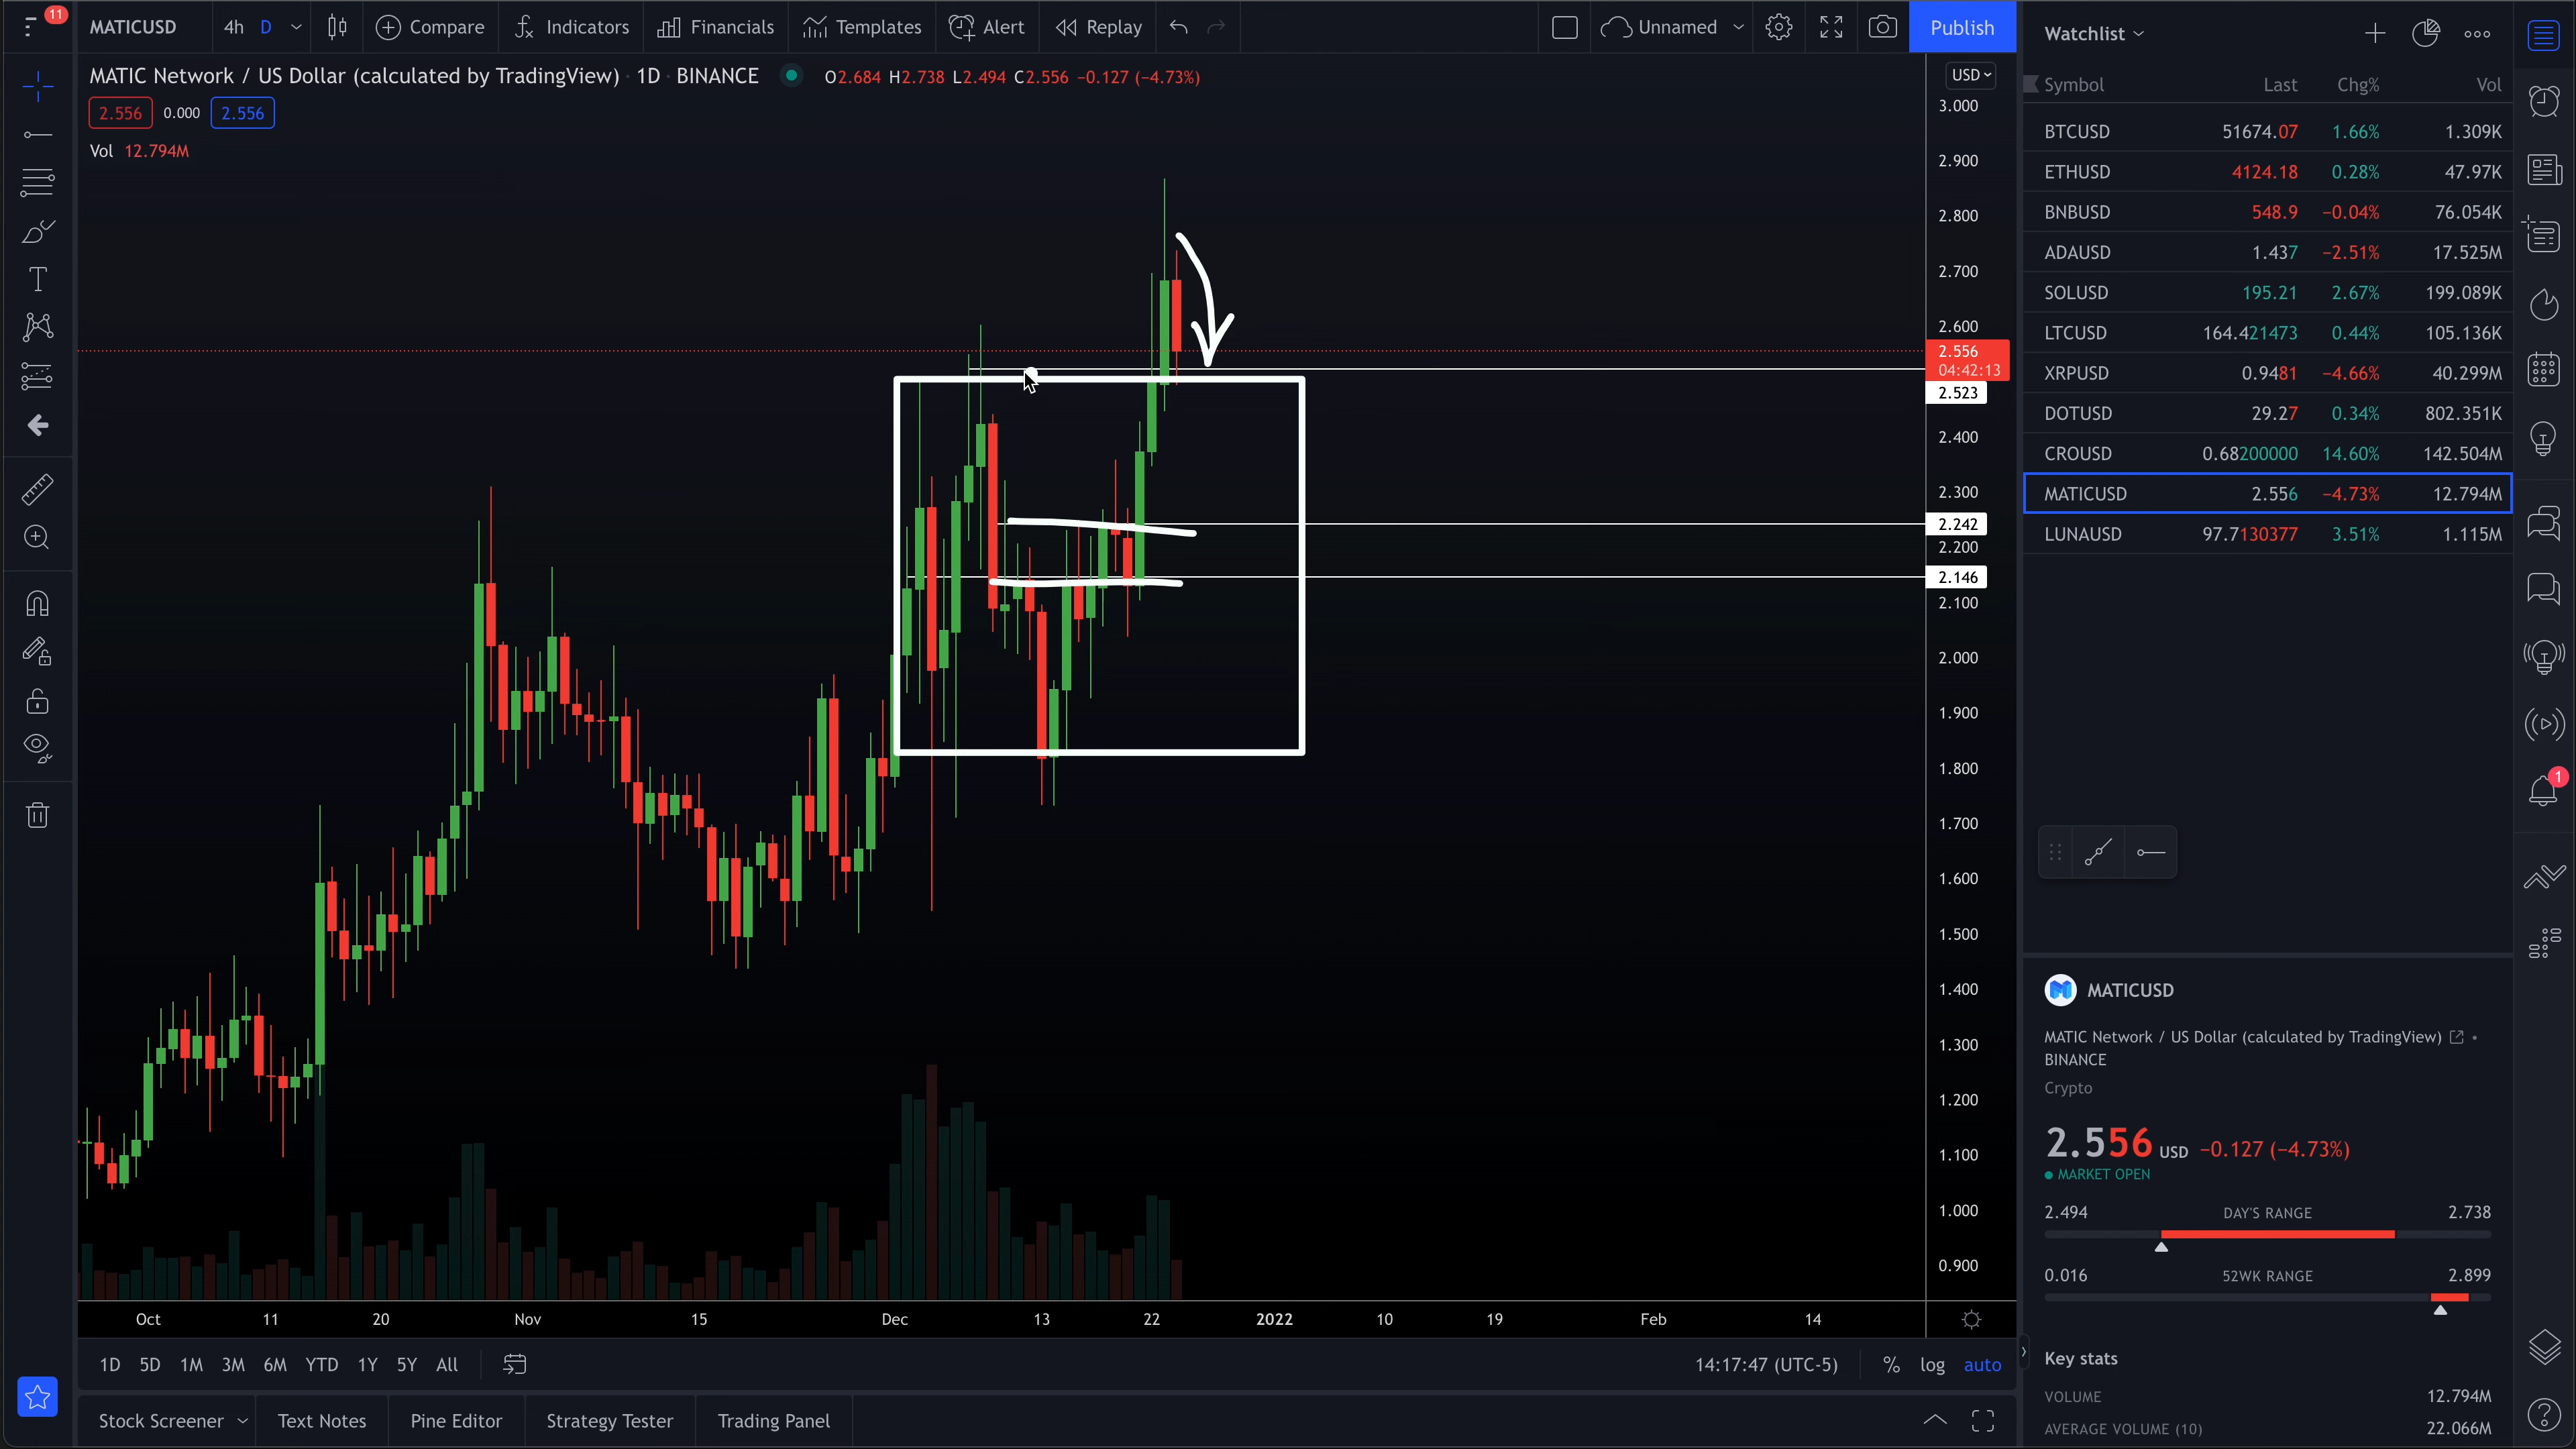 11
MATICUSD
4h D
Compare
Indicators
Financials
Templates
Alert
Replay
Unnamed
Publish
MATIC Network / US Dollar (calculated by TradingView) · 1D · BINANCE
O2.684 H2.738 L2.494 C2.556 −0.127 (−4.73%)
2.556 0.000 2.556
Vol 12.794M
USD
3.000
2.900
2.800
2.700
2.600
2.556
04:42:13
2.523
2.400
2.300
2.242
2.200
2.146
2.100
2.000
1.900
1.800
1.700
1.600
1.500
1.400
1.300
1.200
1.100
1.000
0.900
Oct 11 20 Nov 15 Dec 13 22 2022 10 19 Feb 14
1D 5D 1M 3M 6M YTD 1Y 5Y All
14:17:47 (UTC-5) % log auto
Stock Screener Text Notes Pine Editor Strategy Tester Trading Panel
Watchlist
Symbol Last Chg% Vol
BTCUSD 51674.07 1.66% 1.309K
ETHUSD 4124.18 0.28% 47.97K
BNBUSD 548.9 −0.04% 76.054K
ADAUSD 1.437 −2.51% 17.525M
SOLUSD 195.21 2.67% 199.089K
LTCUSD 164.421473 0.44% 105.136K
XRPUSD 0.9481 −4.66% 40.299M
DOTUSD 29.27 0.34% 802.351K
CROUSD 0.68200000 14.60% 142.504M
MATICUSD 2.556 −4.73% 12.794M
LUNAUSD 97.7130377 3.51% 1.115M
1
MATICUSD
MATIC Network / US Dollar (calculated by TradingView) •
BINANCE
Crypto
2.556 USD −0.127 (−4.73%)
MARKET OPEN
2.494 DAY'S RANGE 2.738
0.016 52WK RANGE 2.899
Key stats
VOLUME 12.794M
AVERAGE VOLUME (10) 22.066M